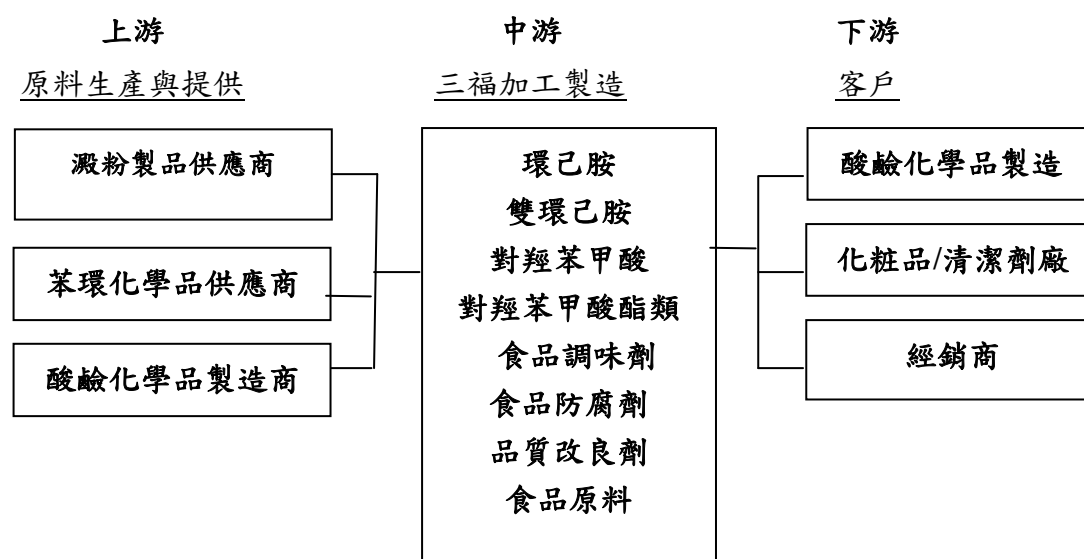 上游
原料生產與提供
澱粉製品供應商
苯環化學品供應商
酸鹼化學品製造商
中游
三福加工製造
環己胺
雙環己胺
對羥苯甲酸
對羥苯甲酸酯類
食品調味劑
食品防腐劑
品質改良劑
食品原料
下游
客戶
酸鹼化學品製造
化粧品/清潔劑廠
經銷商